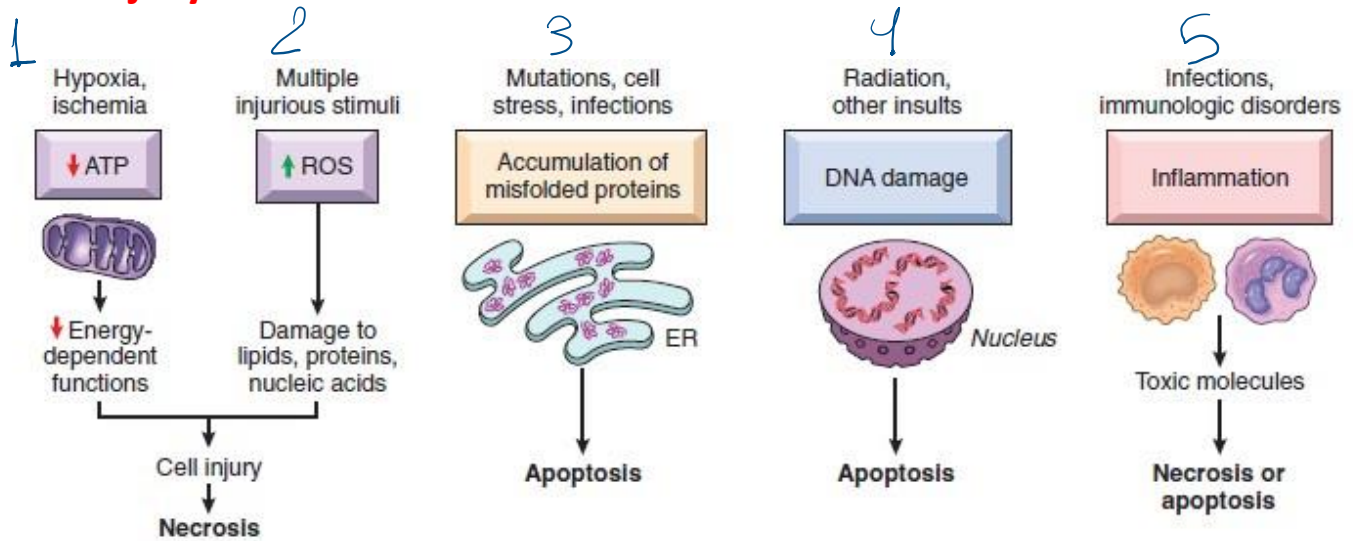 1
2
3
4
5
Hypoxia,
ischemia
↓ ATP
↓ Energy-
dependent
functions
Multiple
injurious stimuli
↑ ROS
Damage to
lipids, proteins,
nucleic acids
Cell injury
Necrosis
Mutations, cell
stress, infections
Accumulation of
misfolded proteins
ER
Apoptosis
Radiation,
other insults
DNA damage
Nucleus
Apoptosis
Infections,
immunologic disorders
Inflammation
Toxic molecules
Necrosis or
apoptosis